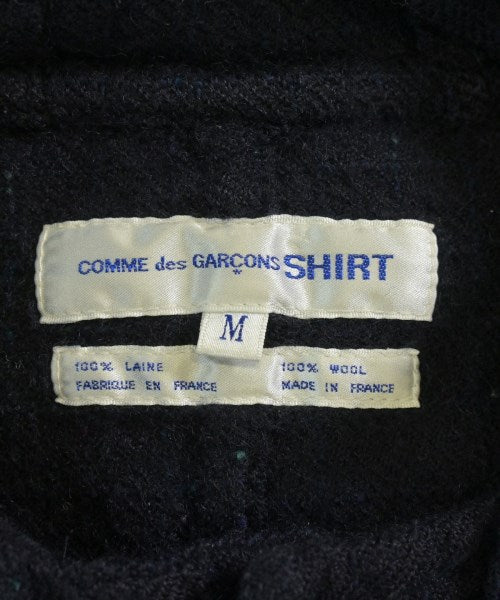 COMME des GARÇONS SHIRT
*
M
100% LAINE
FABRIQUE EN FRANCE
100% WOOL
MADE IN FRANCE